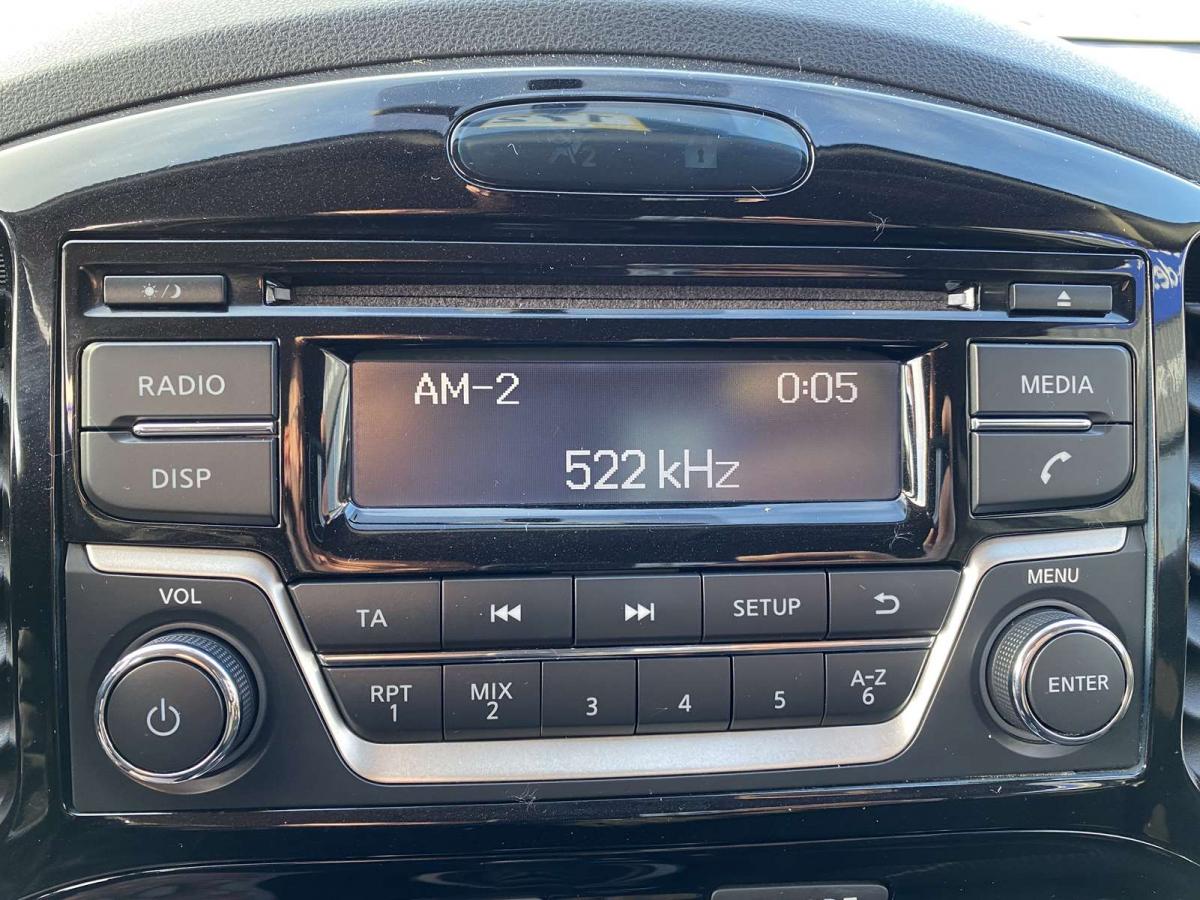 RADIO
DISP
AM-2 0:05
522 kHz
MEDIA
VOL
MENU
TA
SETUP
RPT
1
MIX
2
3
4
5
A-Z
6
ENTER